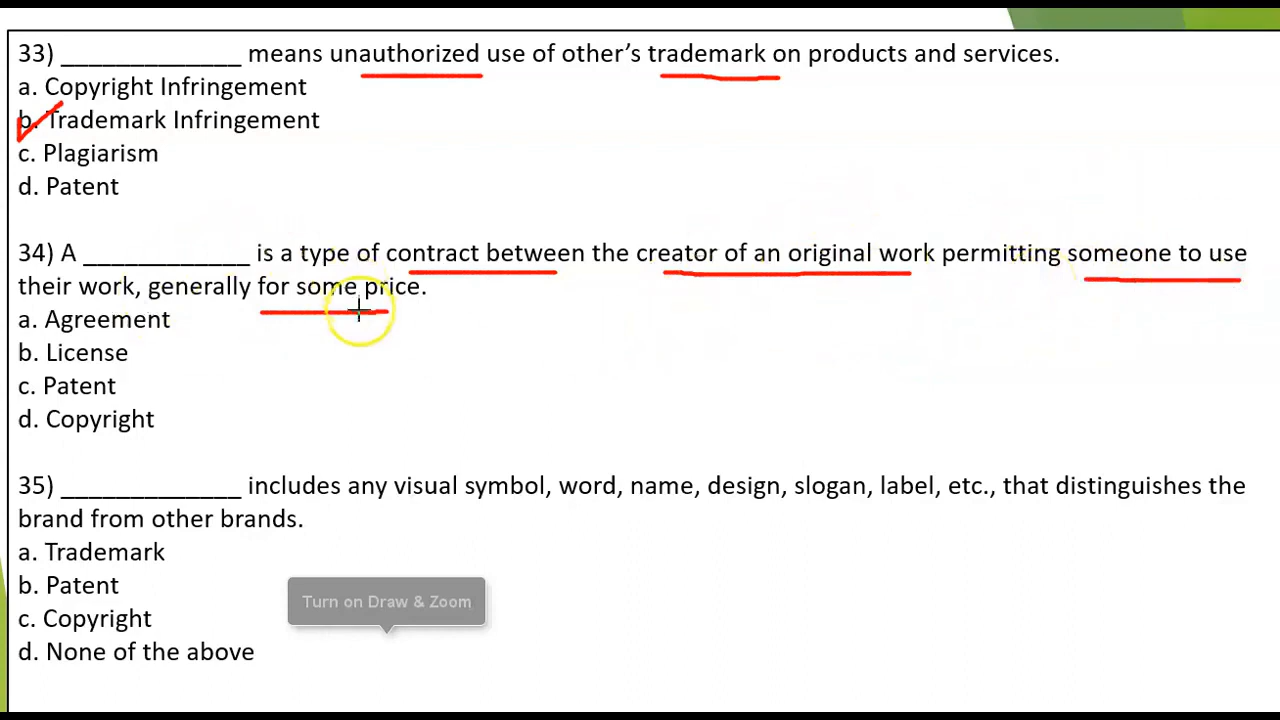 33) _____________ means unauthorized use of other’s trademark on products and services.
a. Copyright Infringement
b. Trademark Infringement
c. Plagiarism
d. Patent
34) A ____________ is a type of contract between the creator of an original work permitting someone to use
their work, generally for some price.
a. Agreement
b. License
c. Patent
d. Copyright
35) _____________ includes any visual symbol, word, name, design, slogan, label, etc., that distinguishes the
brand from other brands.
a. Trademark
b. Patent
c. Copyright
d. None of the above
Turn on Draw & Zoom